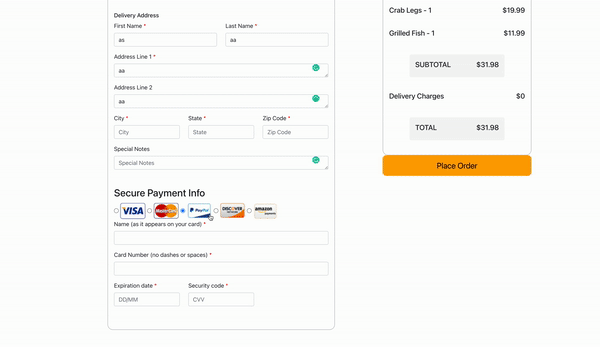 Delivery Address
First Name *
Last Name *
as
aa
Address Line 1 *
aa
Address Line 2
aa
City *
State *
Zip Code *
City
State
Zip Code
Special Notes
Special Notes
Secure Payment Info
VISA
MasterCard
PayPal
DISCOVER
amazon
payments
Name (as it appears on your card) *
Card Number (no dashes or spaces) *
Expiration date *
Security code *
DD/MM
CVV
Crab Legs - 1 $19.99
Grilled Fish - 1 $11.99
SUBTOTAL $31.98
Delivery Charges $0
TOTAL $31.98
Place Order